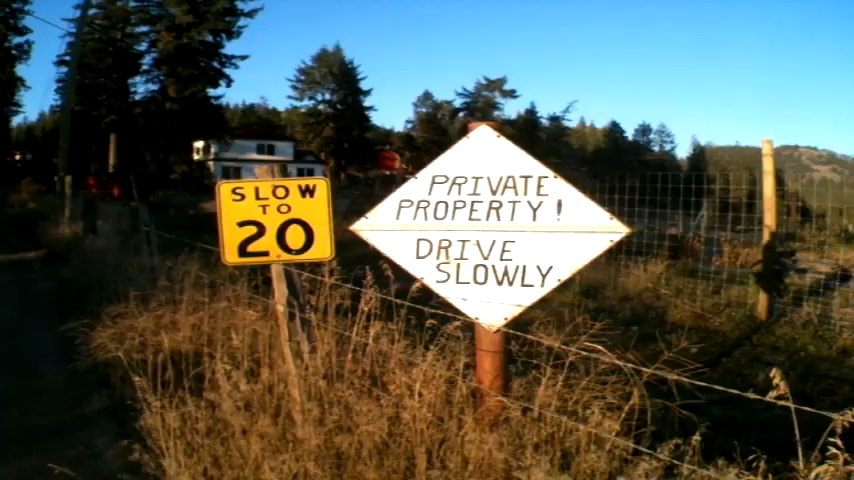 SLOW
TO
20
PRIVATE
PROPERTY!
DRIVE
SLOWLY